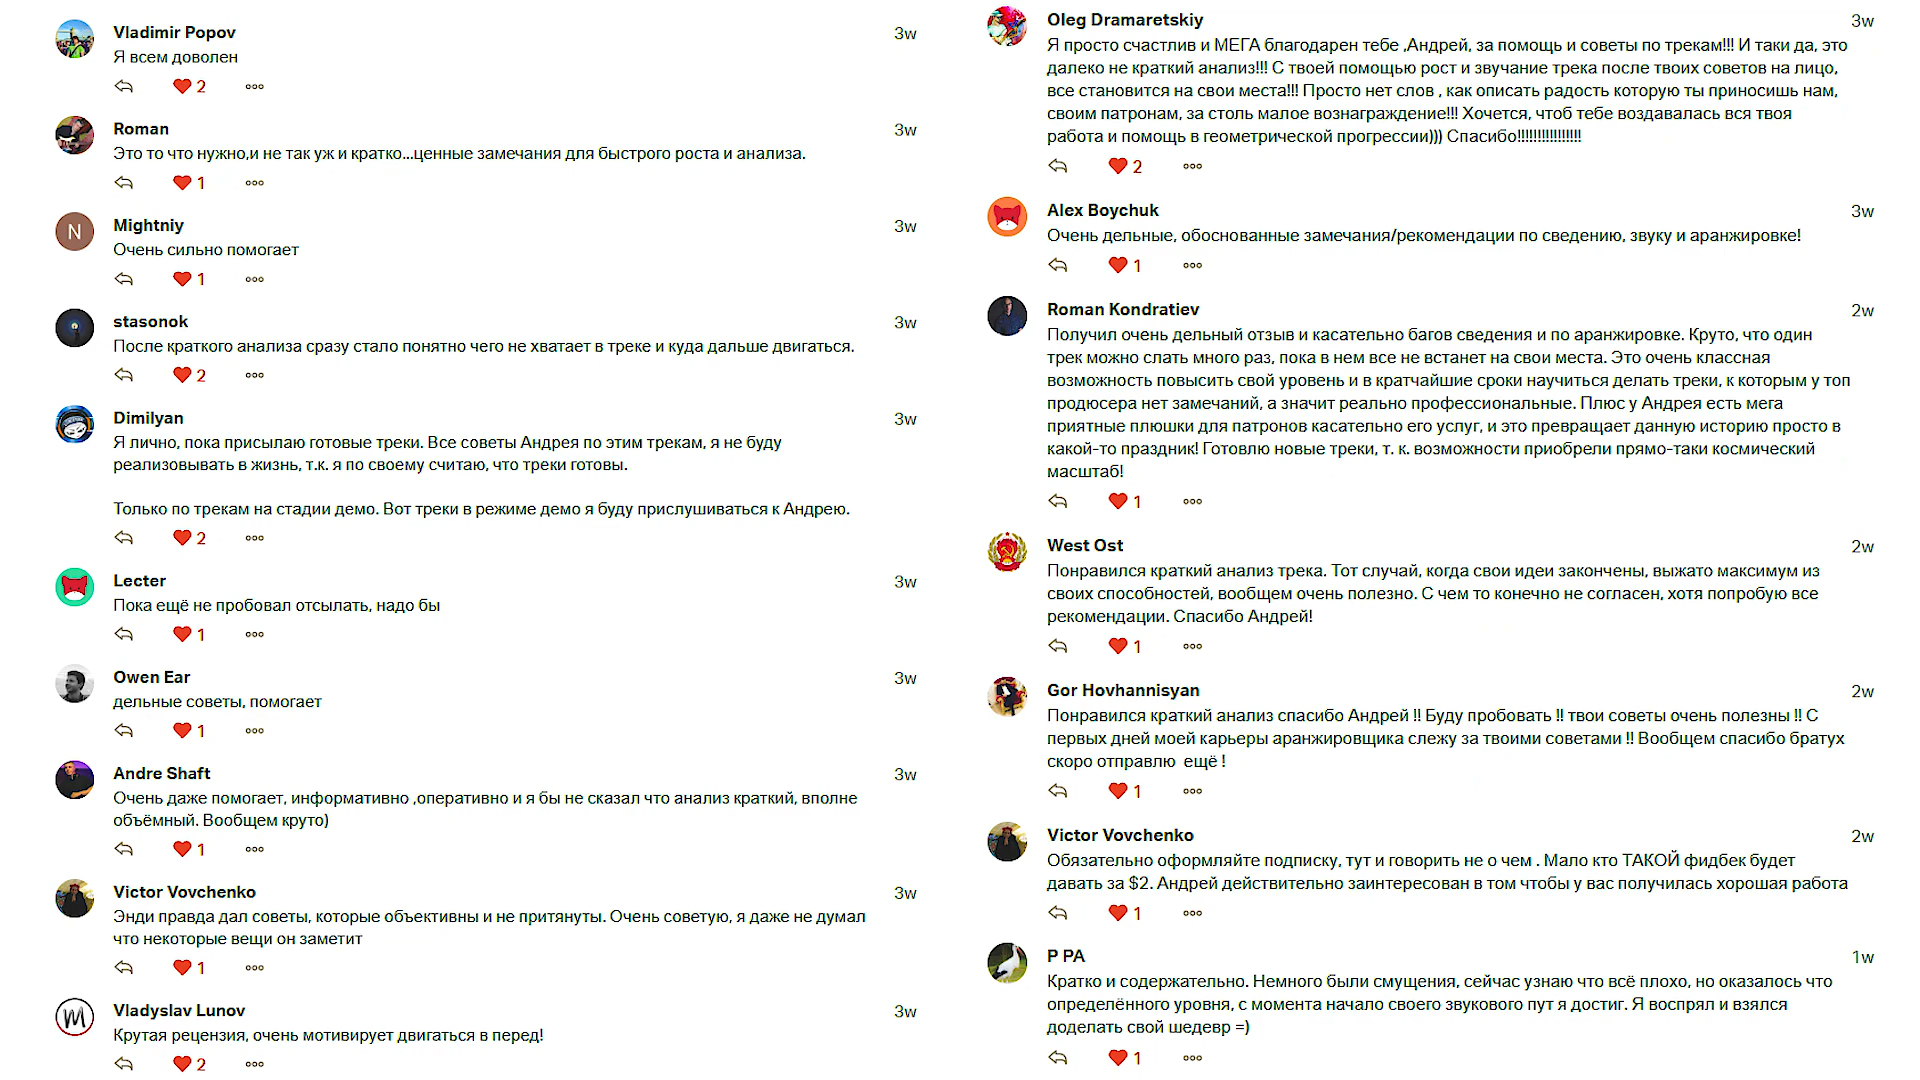 Vladimir Popov
3w
Я всем доволен
2
Roman
3w
Это то что нужно,и не так уж и кратко...ценные замечания для быстрого роста и анализа.
1
N
Mightniy
3w
Очень сильно помогает
1
stasonok
3w
После краткого анализа сразу стало понятно чего не хватает в треке и куда дальше двигаться.
2
Dimilyan
3w
Я лично, пока присылаю готовые треки. Все советы Андрея по этим трекам, я не буду
реализовывать в жизнь, т.к. я по своему считаю, что треки готовы.
Только по трекам на стадии демо. Вот треки в режиме демо я буду прислушиваться к Андрею.
2
Lecter
3w
Пока ещё не пробовал отсылать, надо бы
1
Owen Ear
3w
дельные советы, помогает
1
Andre Shaft
3w
Очень даже помогает, информативно ,оперативно и я бы не сказал что анализ краткий, вполне
объёмный. Вообщем круто)
1
Victor Vovchenko
3w
Энди правда дал советы, которые объективны и не притянуты. Очень советую, я даже не думал
что некоторые вещи он заметит
1
Vladyslav Lunov
3w
Крутая рецензия, очень мотивирует двигаться в перед!
2
Oleg Dramaretskiy
3w
Я просто счастлив и МЕГА благодарен тебе ,Андрей, за помощь и советы по трекам!!! И таки да, это
далеко не краткий анализ!!! С твоей помощью рост и звучание трека после твоих советов на лицо,
все становится на свои места!!! Просто нет слов , как описать радость которую ты приносишь нам,
своим патронам, за столь малое вознаграждение!!! Хочется, чтоб тебе воздавалась вся твоя
работа и помощь в геометрической прогрессии))) Спасибо!!!!!!!!!!!!!!!!
2
Alex Boychuk
3w
Очень дельные, обоснованные замечания/рекомендации по сведению, звуку и аранжировке!
1
Roman Kondratiev
2w
Получил очень дельный отзыв и касательно багов сведения и по аранжировке. Круто, что один
трек можно слать много раз, пока в нем все не встанет на свои места. Это очень классная
возможность повысить свой уровень и в кратчайшие сроки научиться делать треки, к которым у топ
продюсера нет замечаний, а значит реально профессиональные. Плюс у Андрея есть мега
приятные плюшки для патронов касательно его услуг, и это превращает данную историю просто в
какой-то праздник! Готовлю новые треки, т. к. возможности приобрели прямо-таки космический
масштаб!
1
West Ost
2w
Понравился краткий анализ трека. Тот случай, когда свои идеи закончены, выжато максимум из
своих способностей, вообщем очень полезно. С чем то конечно не согласен, хотя попробую все
рекомендации. Спасибо Андрей!
1
Gor Hovhannisyan
2w
Понравился краткий анализ спасибо Андрей !! Буду пробовать !! твои советы очень полезны !! С
первых дней моей карьеры аранжировщика слежу за твоими советами !! Вообщем спасибо братух
скоро отправлю ещё !
1
Victor Vovchenko
2w
Обязательно оформляйте подписку, тут и говорить не о чем . Мало кто ТАКОЙ фидбек будет
давать за $2. Андрей действительно заинтересован в том чтобы у вас получилась хорошая работа
1
P PA
1w
Кратко и содержательно. Немного были смущения, сейчас узнаю что всё плохо, но оказалось что
определённого уровня, с момента начало своего звукового пут я достиг. Я воспрял и взялся
доделать свой шедевр =)
1